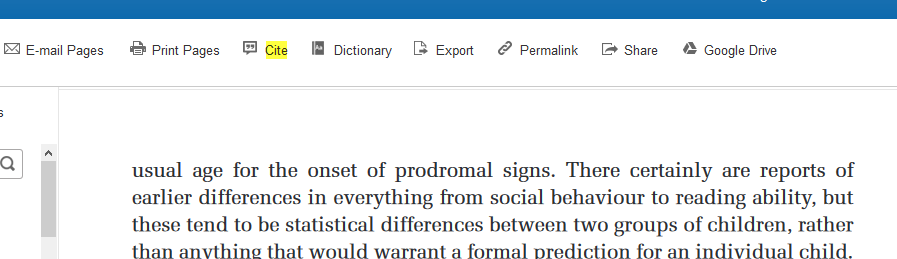 E-mail Pages Print Pages Cite Dictionary Export Permalink Share Google Drive
s
usual age for the onset of prodromal signs. There certainly are reports of
earlier differences in everything from social behaviour to reading ability, but
these tend to be statistical differences between two groups of children, rather
than anything that would warrant a formal prediction for an individual child.